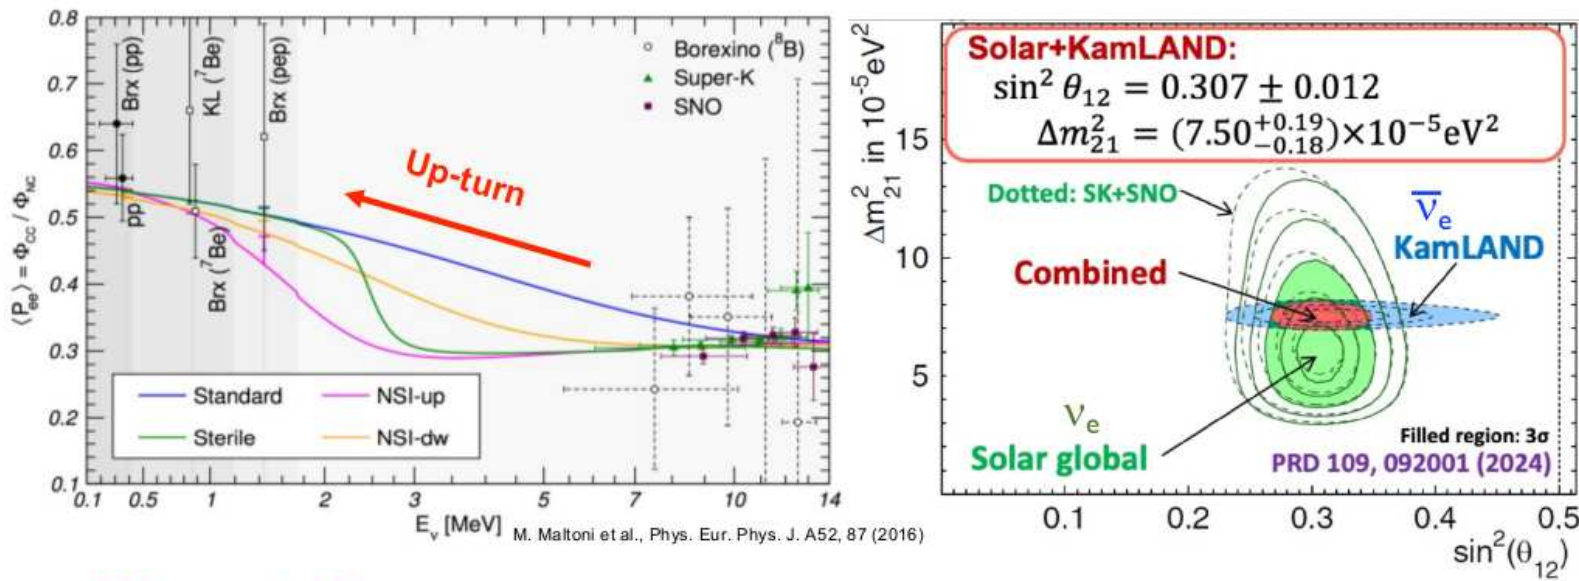 0.8
0.7
0.6
0.5
0.4
0.3
0.2
0.1
⟨P_ee⟩ = Φ_CC / Φ_NC
Brx (pp)
pp
KL (⁷Be)
Brx (⁷Be)
Brx (pep)
Borexino (⁸B)
Super-K
SNO
Up-turn
Standard
NSI-up
Sterile
NSI-dw
0.1 0.5 1 2 3 5 7 10 14
E_ν [MeV]
M. Maltoni et al., Phys. Eur. Phys. J. A52, 87 (2016)
Solar+KamLAND:
sin² θ₁₂ = 0.307 ± 0.012
Δm²₂₁ = (7.50 +0.19 −0.18)×10⁻⁵eV²
Δm²₂₁ in 10⁻⁵eV²
15
10
5
Dotted: SK+SNO
ν̅_e
KamLAND
Combined
ν_e
Solar global
Filled region: 3σ
PRD 109, 092001 (2024)
0.1 0.2 0.3 0.4 0.5
sin²(θ₁₂)